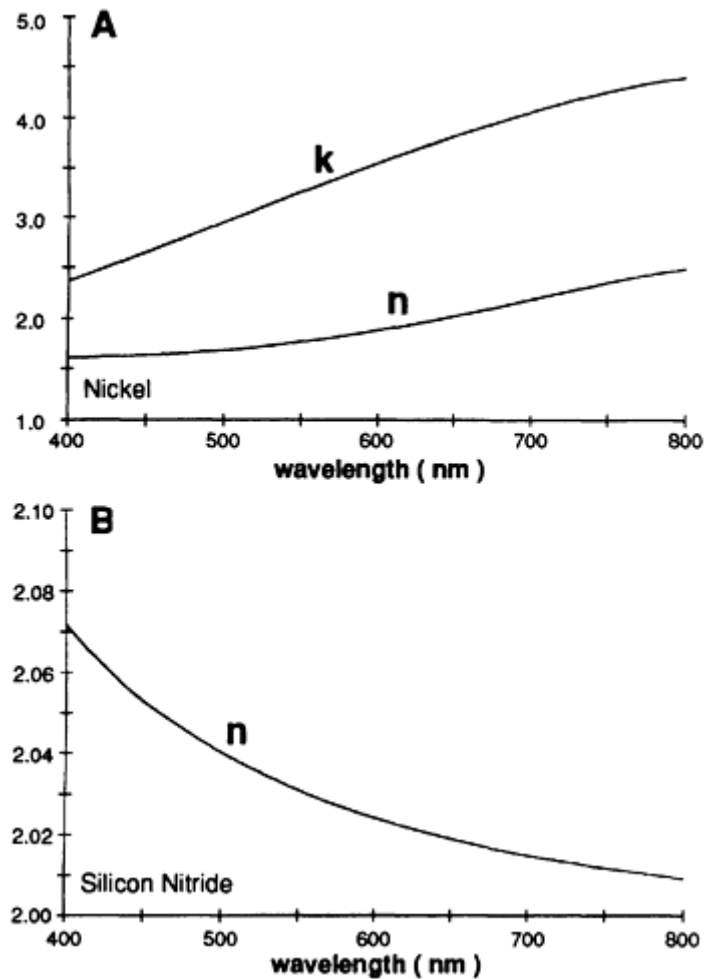 5.0 A
4.0
k
3.0
n
2.0
Nickel
1.0
400 500 600 700 800
wavelength ( nm )
2.10 B
2.08
2.06
n
2.04
2.02
Silicon Nitride
2.00
400 500 600 700 800
wavelength ( nm )